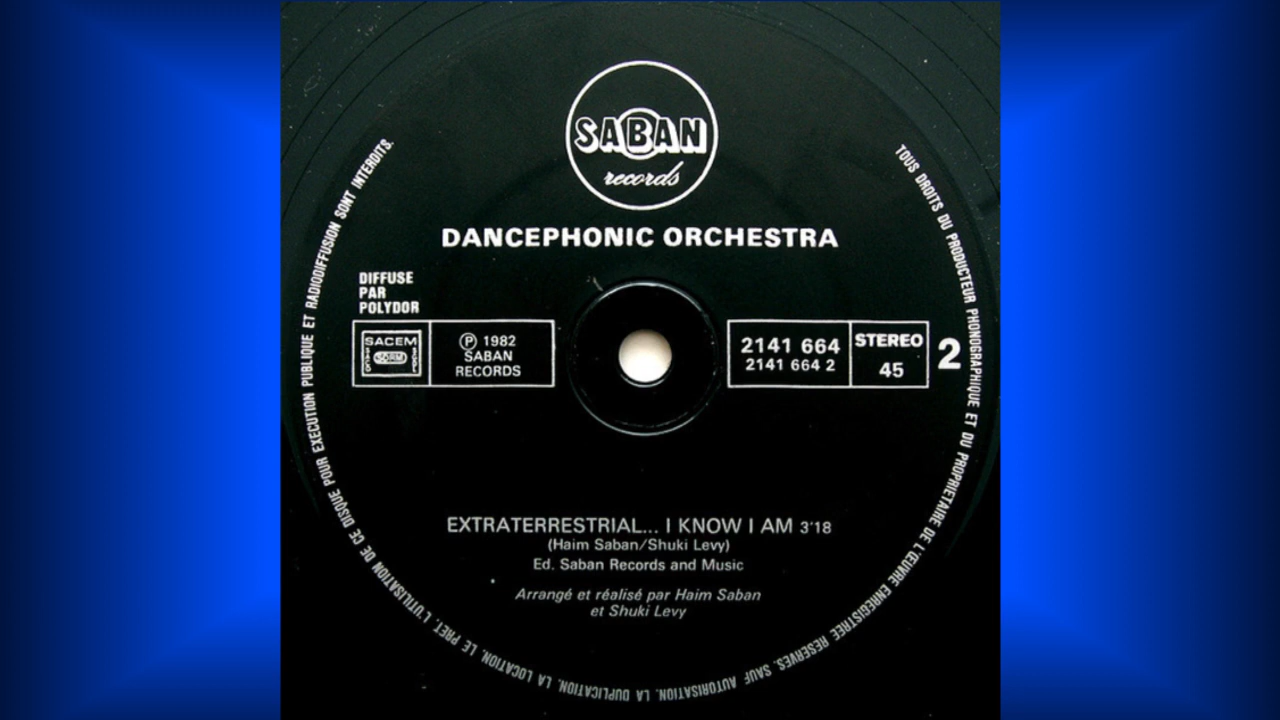 SABAN
records
DANCEPHONIC ORCHESTRA
DIFFUSE
PAR
POLYDOR
SACEM
℗ 1982
SABAN
RECORDS
2141 664
2141 664 2
STEREO
45
2
EXTRATERRESTRIAL... I KNOW I AM 3'18
(Haim Saban/Shuki Levy)
Ed. Saban Records and Music
Arrangé et réalisé par Haim Saban
et Shuki Levy
TOUS DROITS DU PRODUCTEUR PHONOGRAPHIQUE ET DU PROPRIETAIRE DE L'ŒUVRE ENREGISTREE RESERVES. SAUF AUTORISATION, LA DUPLICATION, LA LOCATION, LE PRET, L'UTILISATION DE CE DISQUE POUR EXECUTION PUBLIQUE ET RADIODIFFUSION SONT INTERDITS.